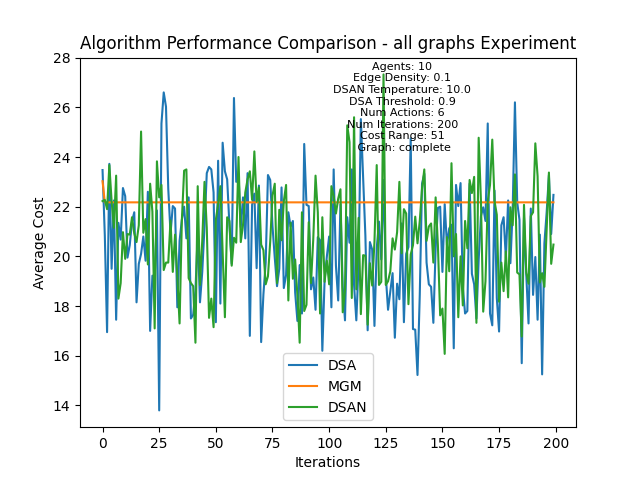 Algorithm Performance Comparison - all graphs Experiment
Agents: 10
Edge Density: 0.1
DSAN Temperature: 10.0
DSA Threshold: 0.9
Num Actions: 6
Num Iterations: 200
Cost Range: 51
Graph: complete
Average Cost
28
26
24
22
20
18
16
14
DSA
MGM
DSAN
0
25
50
75
100
125
150
175
200
Iterations